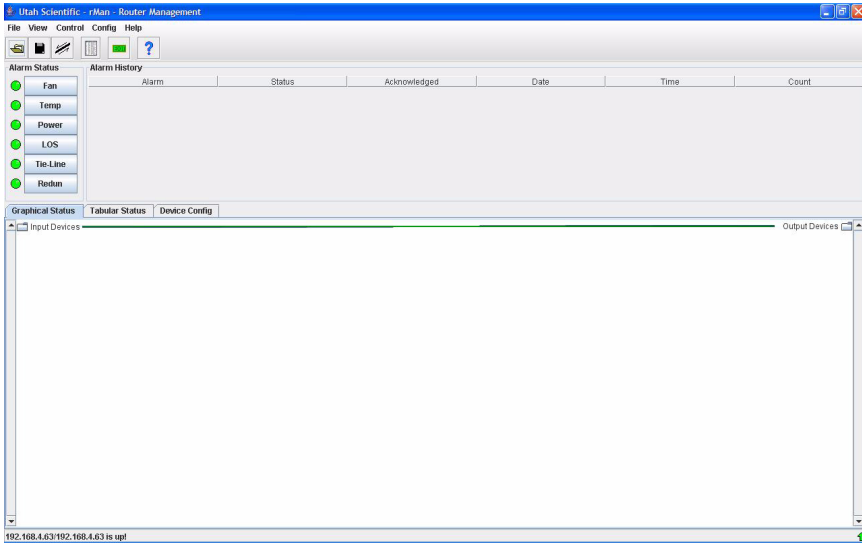 Utah Scientific - rMan - Router Management
File View Control Config Help
Alarm Status
Alarm History
Alarm Status Acknowledged Date Time Count
Fan
Temp
Power
LOS
Tie-Line
Redun
Graphical Status Tabular Status Device Config
Input Devices Output Devices
192.168.4.63/192.168.4.63 is up!